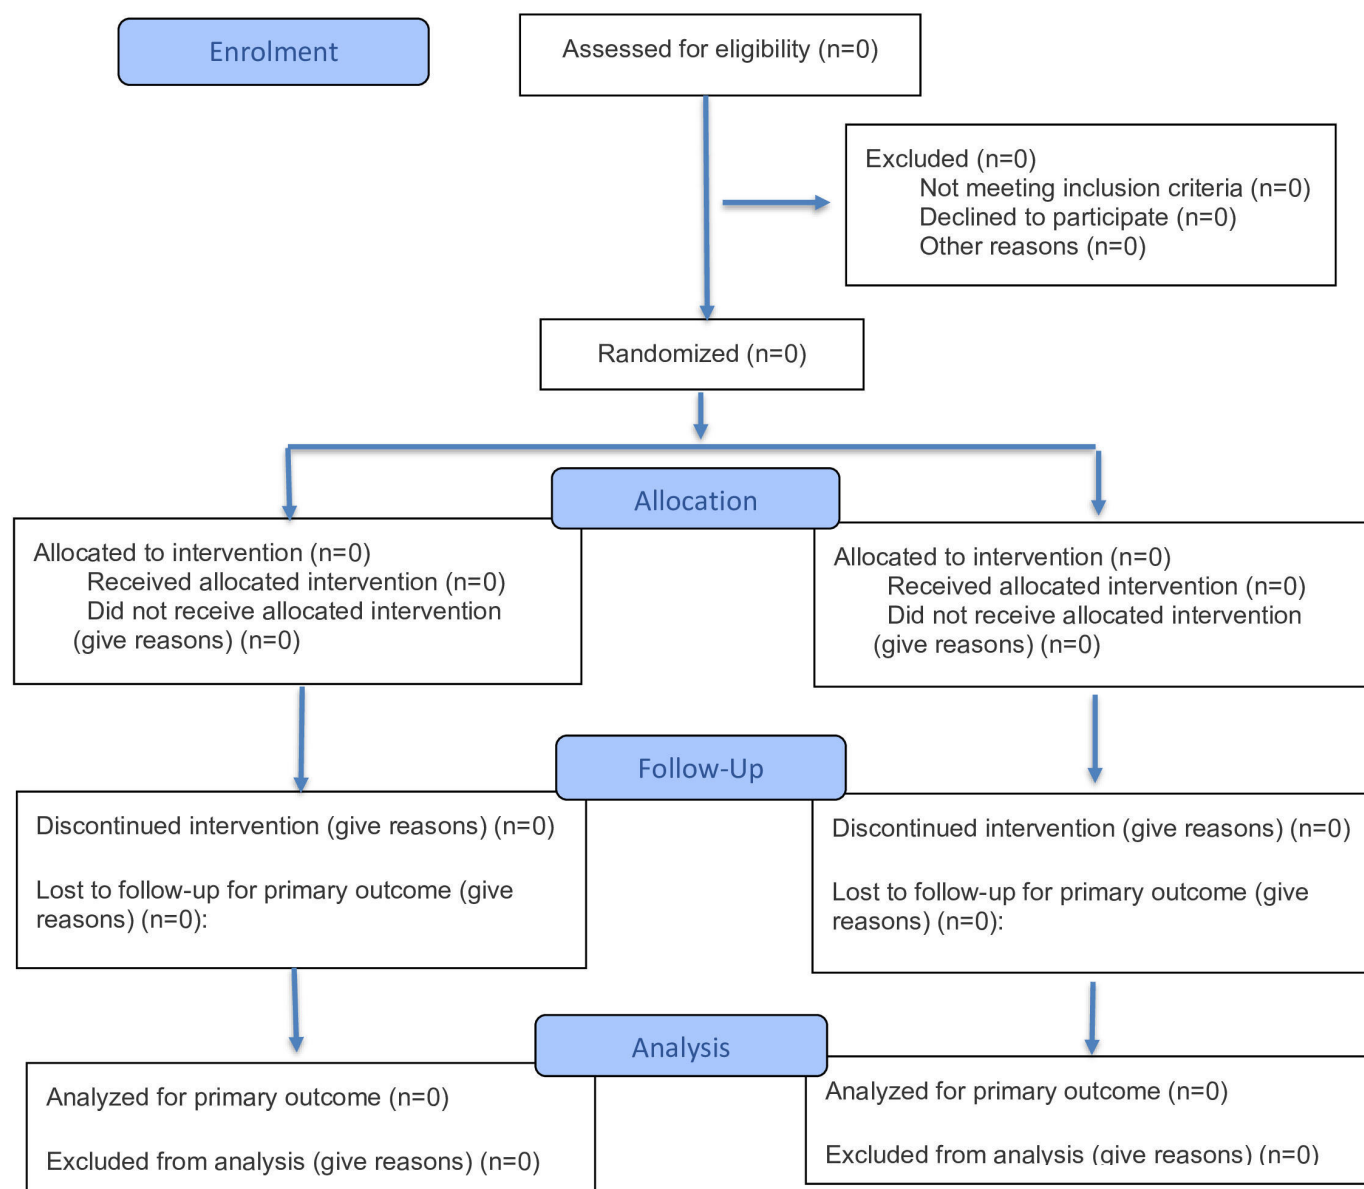 Enrolment
Assessed for eligibility (n=0)
Excluded (n=0)
Not meeting inclusion criteria (n=0)
Declined to participate (n=0)
Other reasons (n=0)
Randomized (n=0)
Allocation
Allocated to intervention (n=0)
Received allocated intervention (n=0)
Did not receive allocated intervention
(give reasons) (n=0)
Allocated to intervention (n=0)
Received allocated intervention (n=0)
Did not receive allocated intervention
(give reasons) (n=0)
Follow-Up
Discontinued intervention (give reasons) (n=0)
Lost to follow-up for primary outcome (give
reasons) (n=0):
Discontinued intervention (give reasons) (n=0)
Lost to follow-up for primary outcome (give
reasons) (n=0):
Analysis
Analyzed for primary outcome (n=0)
Excluded from analysis (give reasons) (n=0)
Analyzed for primary outcome (n=0)
Excluded from analysis (give reasons) (n=0)